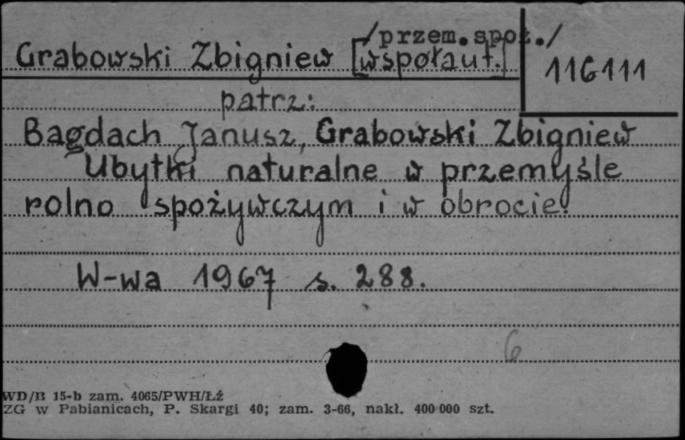 /przem.spoż./
Grabowski Zbigniew [współaut.]
116111
patrz:
Bagdach Janusz, Grabowski Zbigniew
Ubytki naturalne w przemyśle
rolno spożywczym i w obrocie.
W-wa 1967 s. 288.
6
WD/B 15-b zam. 4065/PWH/Łź
ZG w Pabianicach, P. Skargi 40; zam. 3-66, nakł. 400 000 szt.